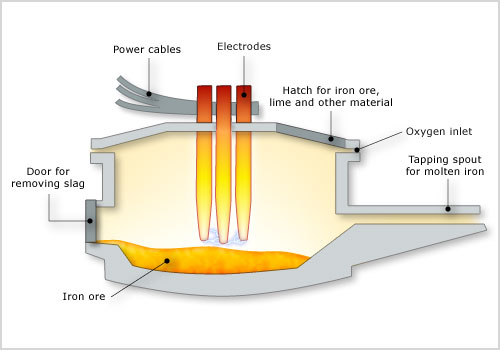 Power cables
Electrodes
Hatch for iron ore,
lime and other material
Oxygen inlet
Tapping spout
for molten iron
Door for
removing slag
Iron ore